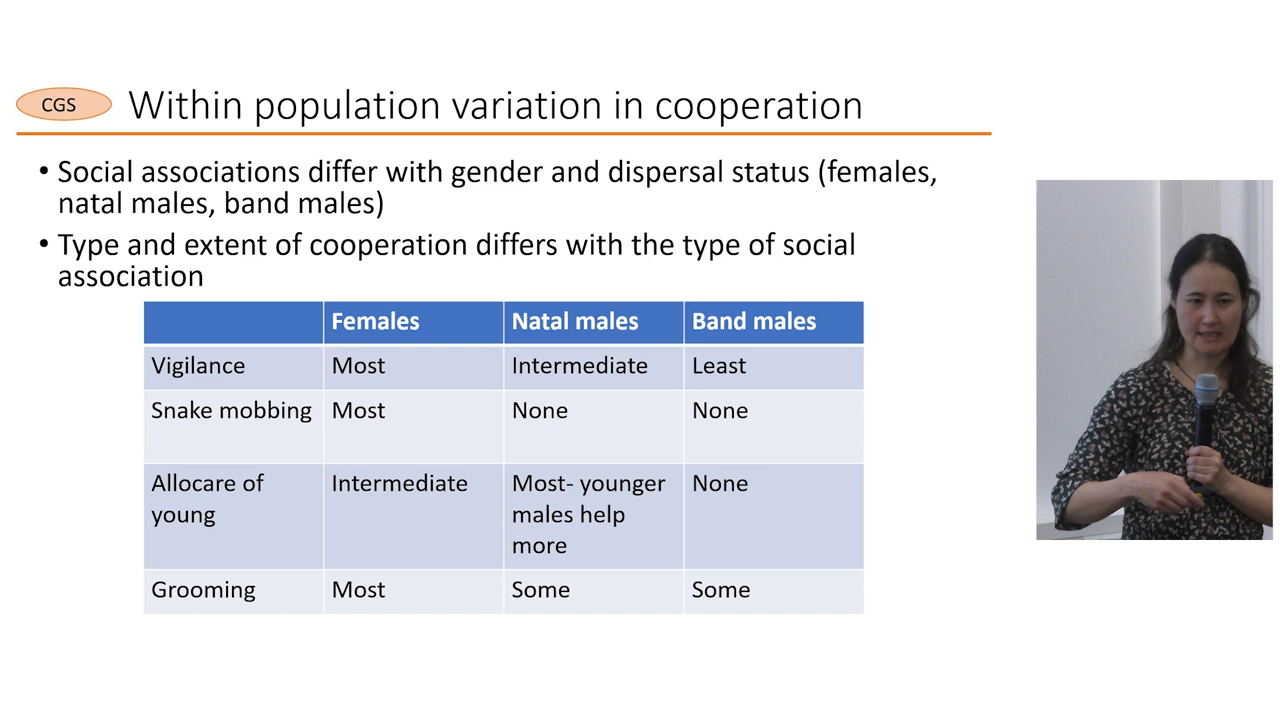 CGS
Within population variation in cooperation
• Social associations differ with gender and dispersal status (females,
natal males, band males)
• Type and extent of cooperation differs with the type of social
association
Females Natal males Band males
Vigilance Most Intermediate Least
Snake mobbing Most None None
Allocare of Intermediate Most- younger None
young males help
more
Grooming Most Some Some